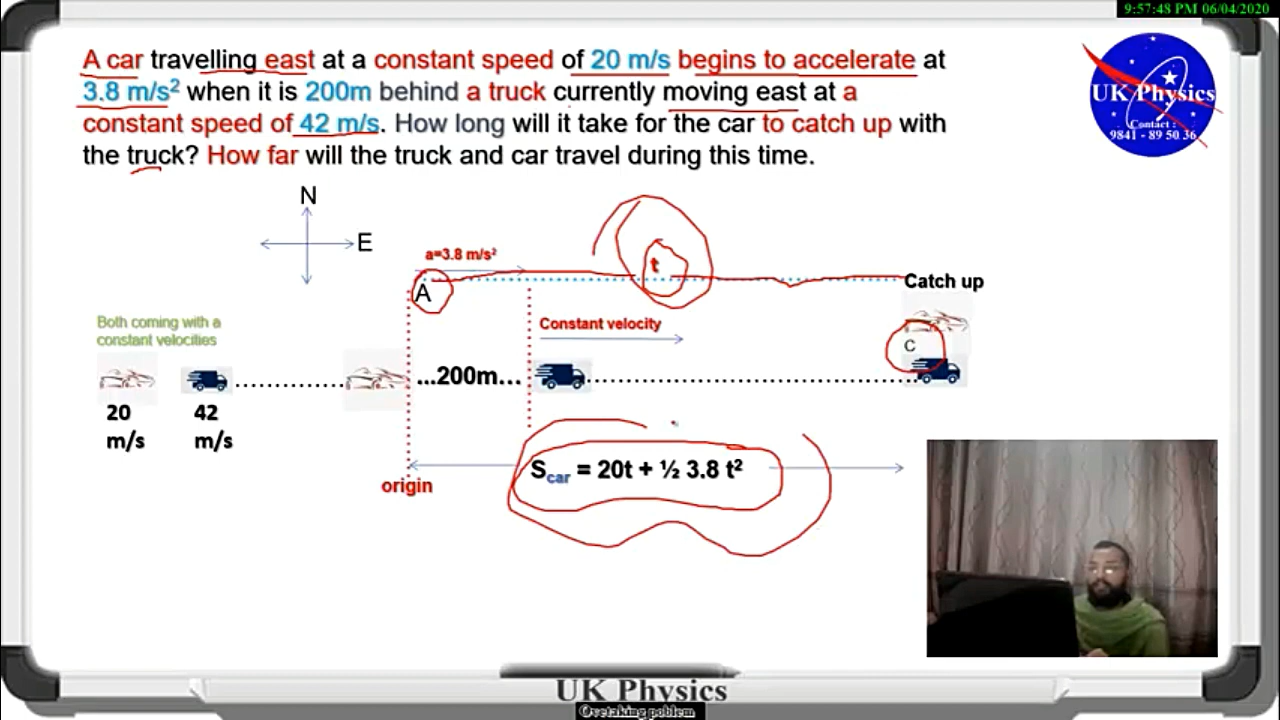 9:57:48 PM 06/04/2020
A car travelling east at a constant speed of 20 m/s begins to accelerate at
3.8 m/s² when it is 200m behind a truck currently moving east at a
constant speed of 42 m/s. How long will it take for the car to catch up with
the truck? How far will the truck and car travel during this time.
UK Physics
Contact :
9841 - 89 50 36
N
E
a=3.8 m/s²
t
A
Catch up
Both coming with a
constant velocities
Constant velocity
C
...200m...
20
m/s
42
m/s
S car = 20t + ½ 3.8 t²
origin
UK Physics
Ovetaking poblem